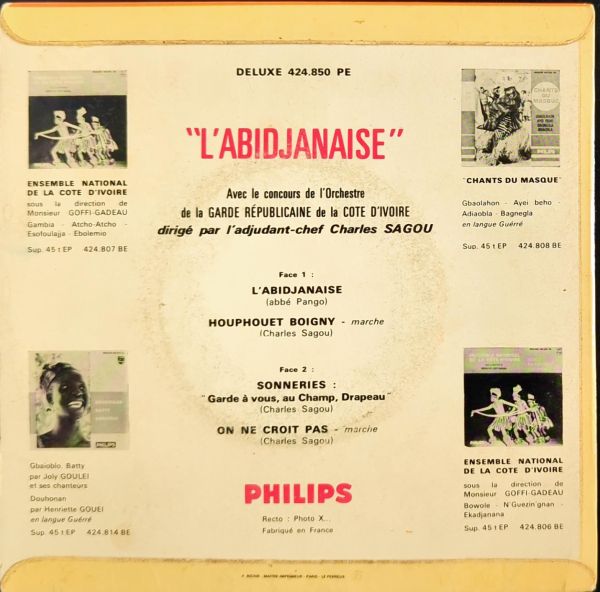 DELUXE 424.850 PE
"L'ABIDJANAISE"
Avec le concours de l'Orchestre
de la GARDE RÉPUBLICAINE de la COTE D'IVOIRE
dirigé par l'adjudant-chef Charles SAGOU
Face 1 :
L'ABIDJANAISE
(abbé Pango)
HOUPHOUET BOIGNY - marche
(Charles Sagou)
Face 2 :
SONNERIES :
"Garde à vous, au Champ, Drapeau"
(Charles Sagou)
ON NE CROIT PAS - marche
(Charles Sagou)
PHILIPS
Recto : Photo X...
Fabriqué en France
ENSEMBLE NATIONAL
DE LA COTE D'IVOIRE
sous la direction de
Monsieur GOFFI-GADEAU
Gambia - Atcho-Atcho -
Esofoulajja - Ebolemio
Sup. 45 t EP 424.807 BE
CHANTS
DU
MASQUE
PHILIPS
"CHANTS DU MASQUE"
Gbaolahon - Ayei beho -
Adiaobla - Bagnegla
en langue Guérré
Sup. 45 t EP 424.808 BE
PHILIPS
Gbaioblo Batty
par Joly GOULEI
et ses chanteurs
Douhonan
par Henriette GOUEI
en langue Guérré
Sup. 45 t EP 424.814 BE
ENSEMBLE NATIONAL
DE LA COTE D'IVOIRE
sous la direction de
Monsieur GOFFI-GADEAU
Bowole - N'Guezin'gnan -
Ekadjanana
Sup. 45 t EP 424.806 BE